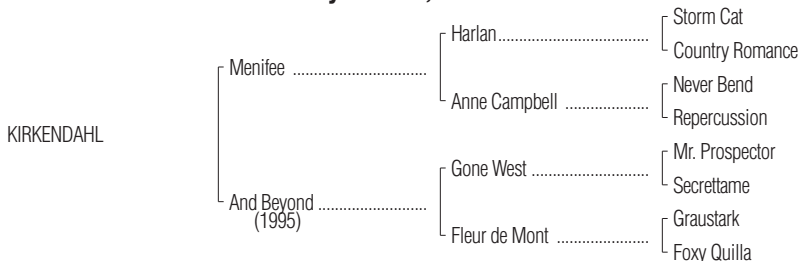 Storm Cat
Harlan..................................................
Country Romance
Menifee ................................
Never Bend
Anne Campbell ....................
Repercussion
KIRKENDAHL
Mr. Prospector
Gone West ............................
Secrettame
And Beyond ..........................
(1995)
Graustark
Fleur de Mont ......................
Foxy Quilla